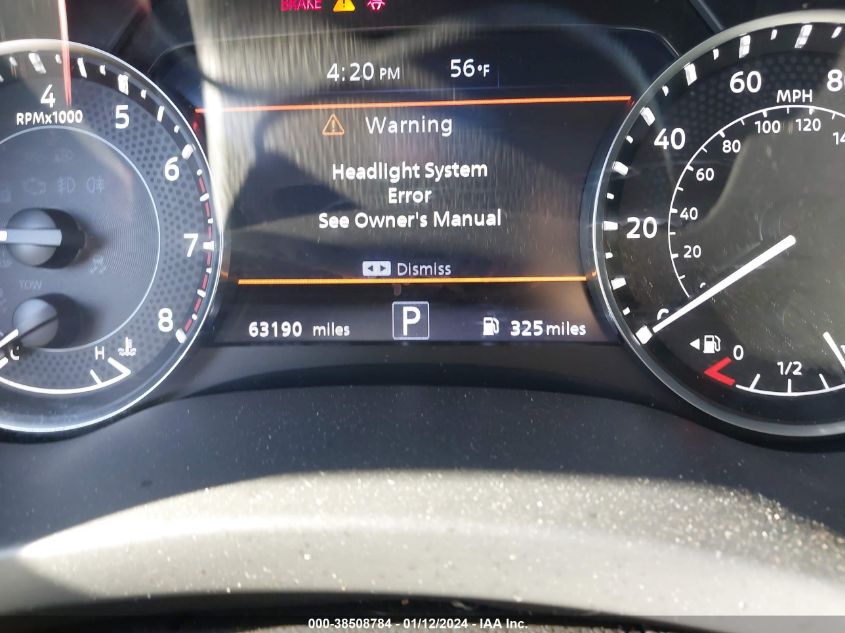 BRAKE
4:20 PM 56°F
Warning
Headlight System
Error
See Owner's Manual
Dismiss
63190 miles P 325 miles
4 5 6 7 8
RPMx1000
TOW
C H
20 40 60 80
MPH
20 40 60 80 100 120
0 1/2
000-38508784 - 01/12/2024 - IAA Inc.